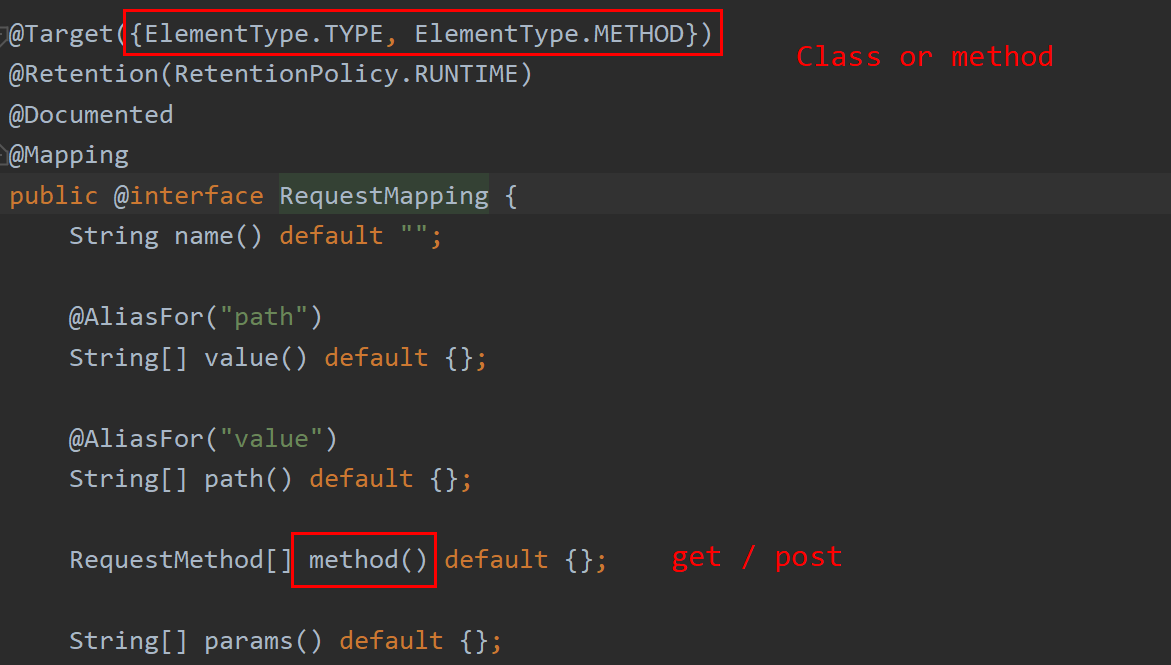 @Target({ElementType.TYPE, ElementType.METHOD})
Class or method
@Retention(RetentionPolicy.RUNTIME)
@Documented
@Mapping
public @interface RequestMapping {
String name() default "";
@AliasFor("path")
String[] value() default {};
@AliasFor("value")
String[] path() default {};
RequestMethod[] method() default {};
get / post
String[] params() default {};